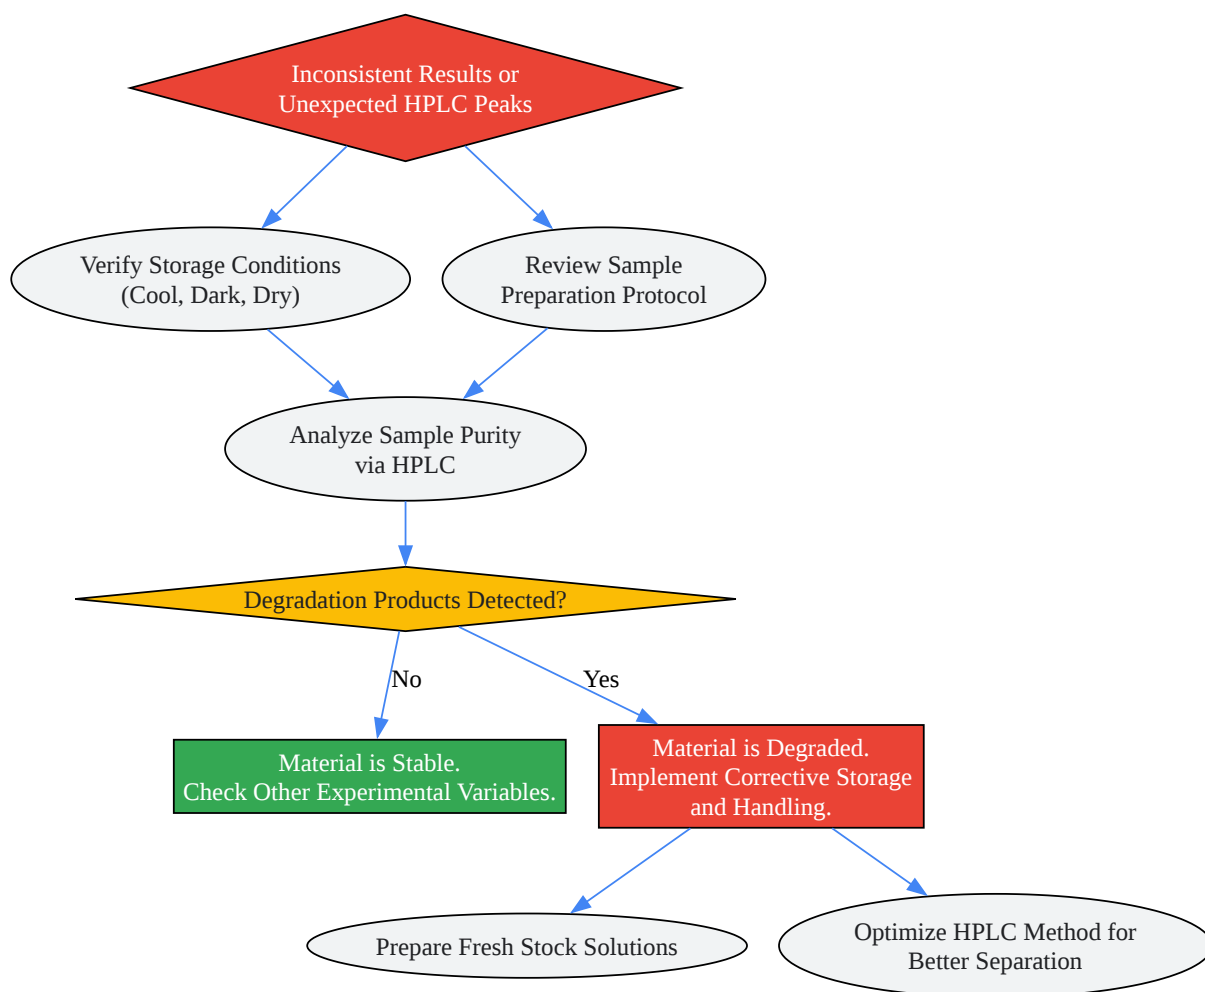 Inconsistent Results or
Unexpected HPLC Peaks
Verify Storage Conditions
(Cool, Dark, Dry)
Review Sample
Preparation Protocol
Analyze Sample Purity
via HPLC
Degradation Products Detected?
No
Yes
Material is Stable.
Check Other Experimental Variables.
Material is Degraded.
Implement Corrective Storage
and Handling.
Prepare Fresh Stock Solutions
Optimize HPLC Method for
Better Separation